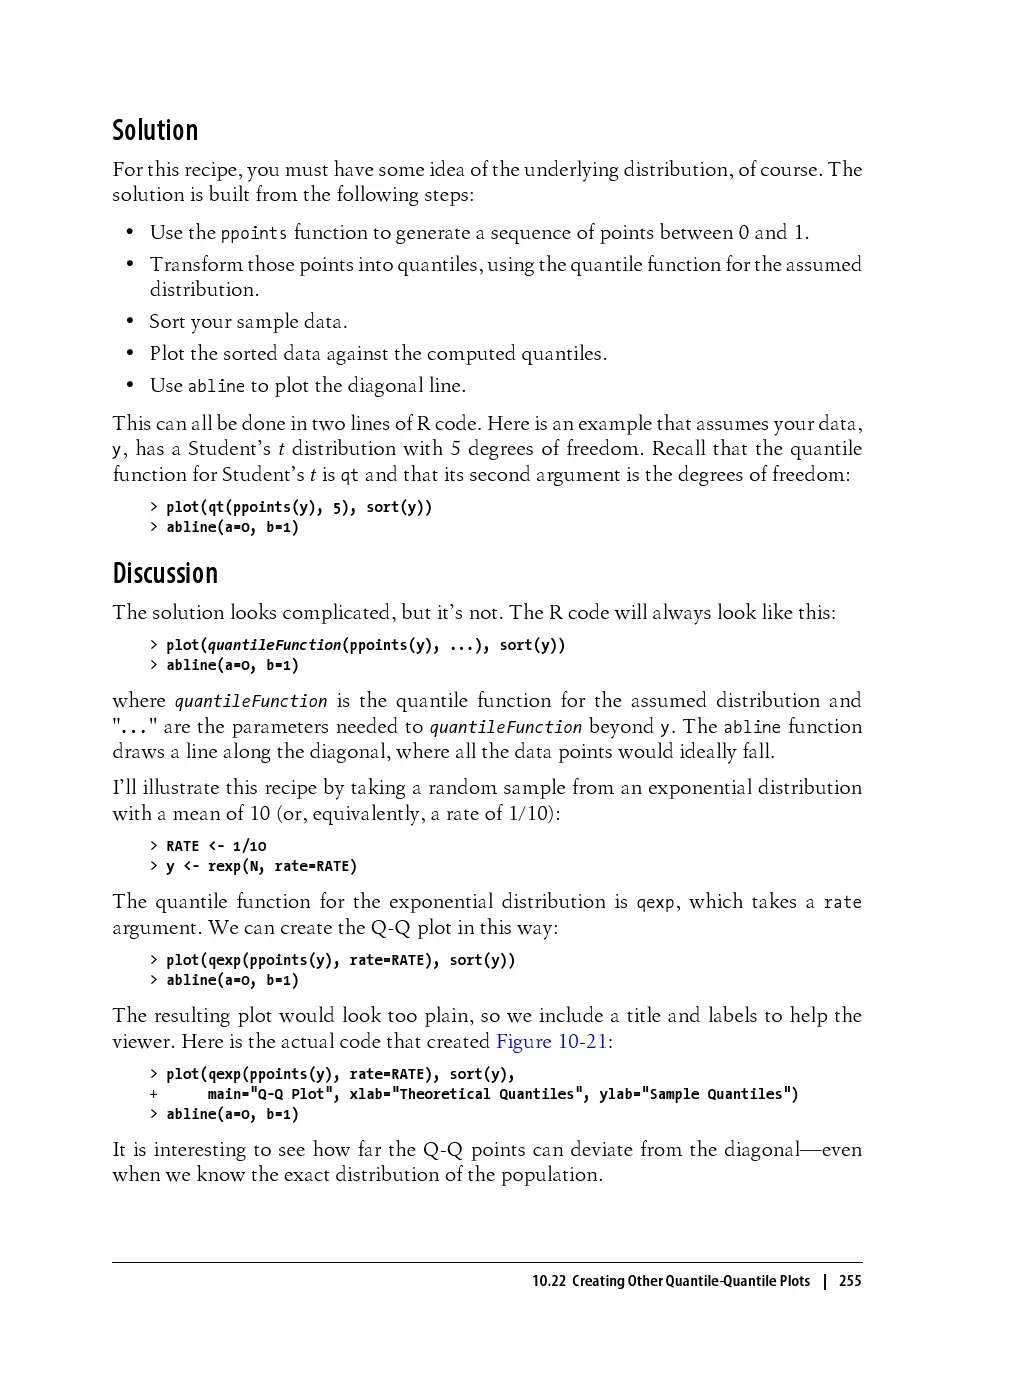 Solution
For this recipe, you must have some idea of the underlying distribution, of course. The
solution is built from the following steps:
• Use the ppoints function to generate a sequence of points between 0 and 1.
• Transform those points into quantiles, using the quantile function for the assumed
distribution.
• Sort your sample data.
• Plot the sorted data against the computed quantiles.
• Use abline to plot the diagonal line.
This can all be done in two lines of R code. Here is an example that assumes your data,
y, has a Student's t distribution with 5 degrees of freedom. Recall that the quantile
function for Student's t is qt and that its second argument is the degrees of freedom:
> plot(qt(ppoints(y), 5), sort(y))
> abline(a=0, b=1)
Discussion
The solution looks complicated, but it's not. The R code will always look like this:
> plot(quantileFunction(ppoints(y), ...), sort(y))
> abline(a=0, b=1)
where quantileFunction is the quantile function for the assumed distribution and
"..." are the parameters needed to quantileFunction beyond y. The abline function
draws a line along the diagonal, where all the data points would ideally fall.
I'll illustrate this recipe by taking a random sample from an exponential distribution
with a mean of 10 (or, equivalently, a rate of 1/10):
> RATE <- 1/10
> y <- rexp(N, rate=RATE)
The quantile function for the exponential distribution is qexp, which takes a rate
argument. We can create the Q-Q plot in this way:
> plot(qexp(ppoints(y), rate=RATE), sort(y))
> abline(a=0, b=1)
The resulting plot would look too plain, so we include a title and labels to help the
viewer. Here is the actual code that created Figure 10-21:
> plot(qexp(ppoints(y), rate=RATE), sort(y),
+      main="Q-Q Plot", xlab="Theoretical Quantiles", ylab="Sample Quantiles")
> abline(a=0, b=1)
It is interesting to see how far the Q-Q points can deviate from the diagonal—even
when we know the exact distribution of the population.
10.22 Creating Other Quantile-Quantile Plots | 255